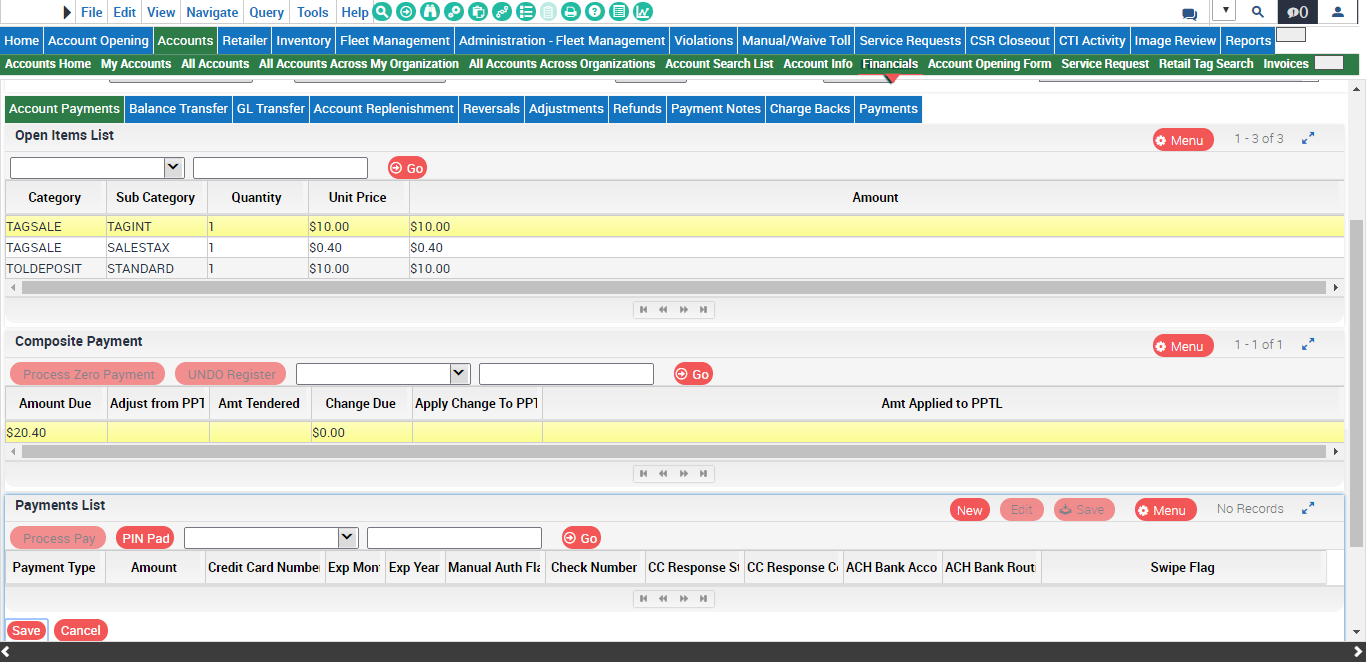 File Edit View Navigate Query Tools Help 0
Home Account Opening Accounts Retailer Inventory Fleet Management Administration - Fleet Management Violations Manual/Waive Toll Service Requests CSR Closeout CTI Activity Image Review Reports
Accounts Home My Accounts All Accounts All Accounts Across My Organization All Accounts Across Organizations Account Search List Account Info Financials Account Opening Form Service Request Retail Tag Search Invoices
Account Payments Balance Transfer GL Transfer Account Replenishment Reversals Adjustments Refunds Payment Notes Charge Backs Payments
Open Items List Menu 1 - 3 of 3
Go
Category Sub Category Quantity Unit Price Amount
TAGSALE TAGINT 1 $10.00 $10.00
TAGSALE SALESTAX 1 $0.40 $0.40
TOLDEPOSIT STANDARD 1 $10.00 $10.00
Composite Payment Menu 1 - 1 of 1
Process Zero Payment UNDO Register Go
Amount Due Adjust from PPT Amt Tendered Change Due Apply Change To PPT Amt Applied to PPTL
$20.40 $0.00
Payments List New Edit Save Menu No Records
Process Pay PIN Pad Go
Payment Type Amount Credit Card Number Exp Mon Exp Year Manual Auth Fla Check Number CC Response St CC Response Co ACH Bank Acco ACH Bank Rout Swipe Flag
Save Cancel